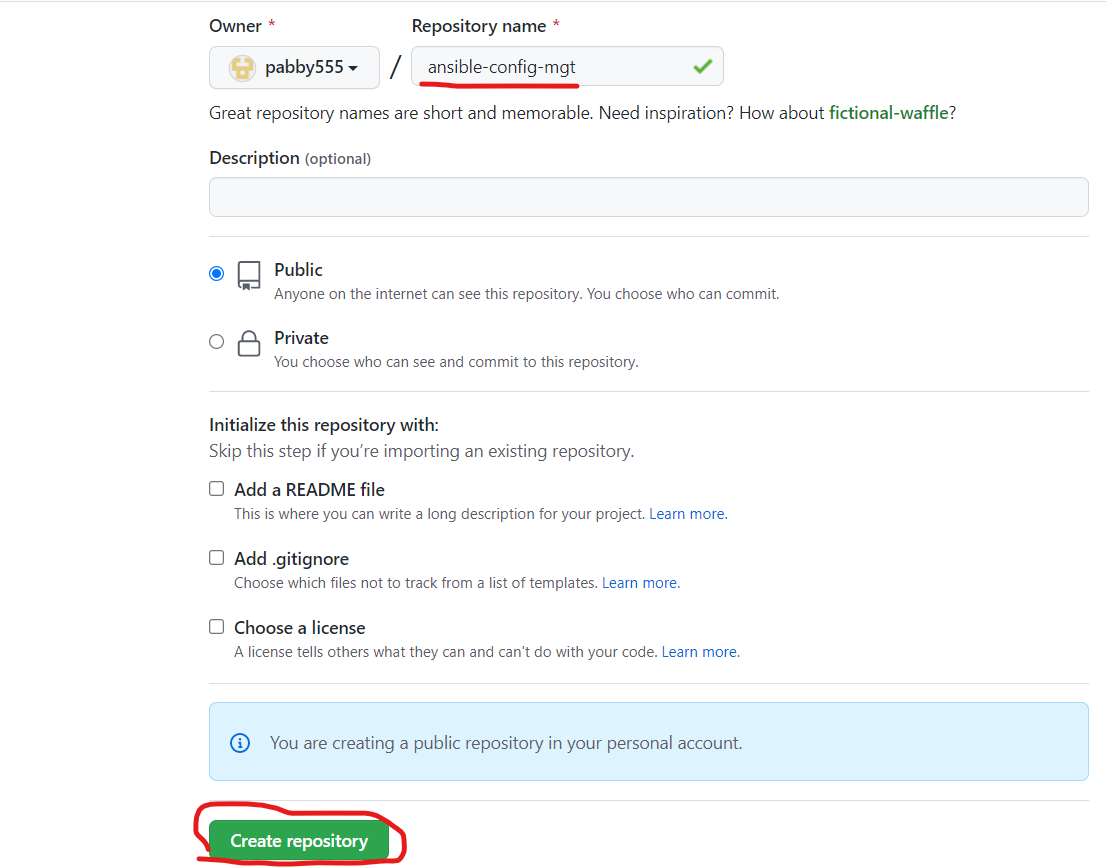 Owner * Repository name *
pabby555 / ansible-config-mgt
Great repository names are short and memorable. Need inspiration? How about fictional-waffle?
Description (optional)
Public
Anyone on the internet can see this repository. You choose who can commit.
Private
You choose who can see and commit to this repository.
Initialize this repository with:
Skip this step if you’re importing an existing repository.
Add a README file
This is where you can write a long description for your project. Learn more.
Add .gitignore
Choose which files not to track from a list of templates. Learn more.
Choose a license
A license tells others what they can and can't do with your code. Learn more.
You are creating a public repository in your personal account.
Create repository